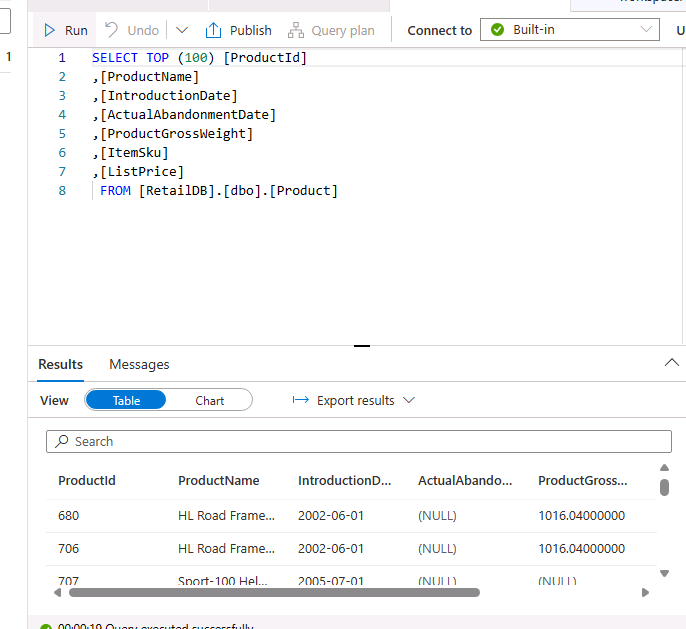 1
Run Undo Publish Query plan Connect to Built-in U
1 SELECT TOP (100) [ProductId]
2 ,[ProductName]
3 ,[IntroductionDate]
4 ,[ActualAbandonmentDate]
5 ,[ProductGrossWeight]
6 ,[ItemSku]
7 ,[ListPrice]
8 FROM [RetailDB].[dbo].[Product]
Results Messages
View Table Chart Export results
Search
ProductId ProductName IntroductionD... ActualAbando... ProductGross...
680 HL Road Frame... 2002-06-01 (NULL) 1016.04000000
706 HL Road Frame... 2002-06-01 (NULL) 1016.04000000
707 Sport-100 Hel... 2005-07-01 (NULL) (NULL)
00:00:19 Query executed successfully.